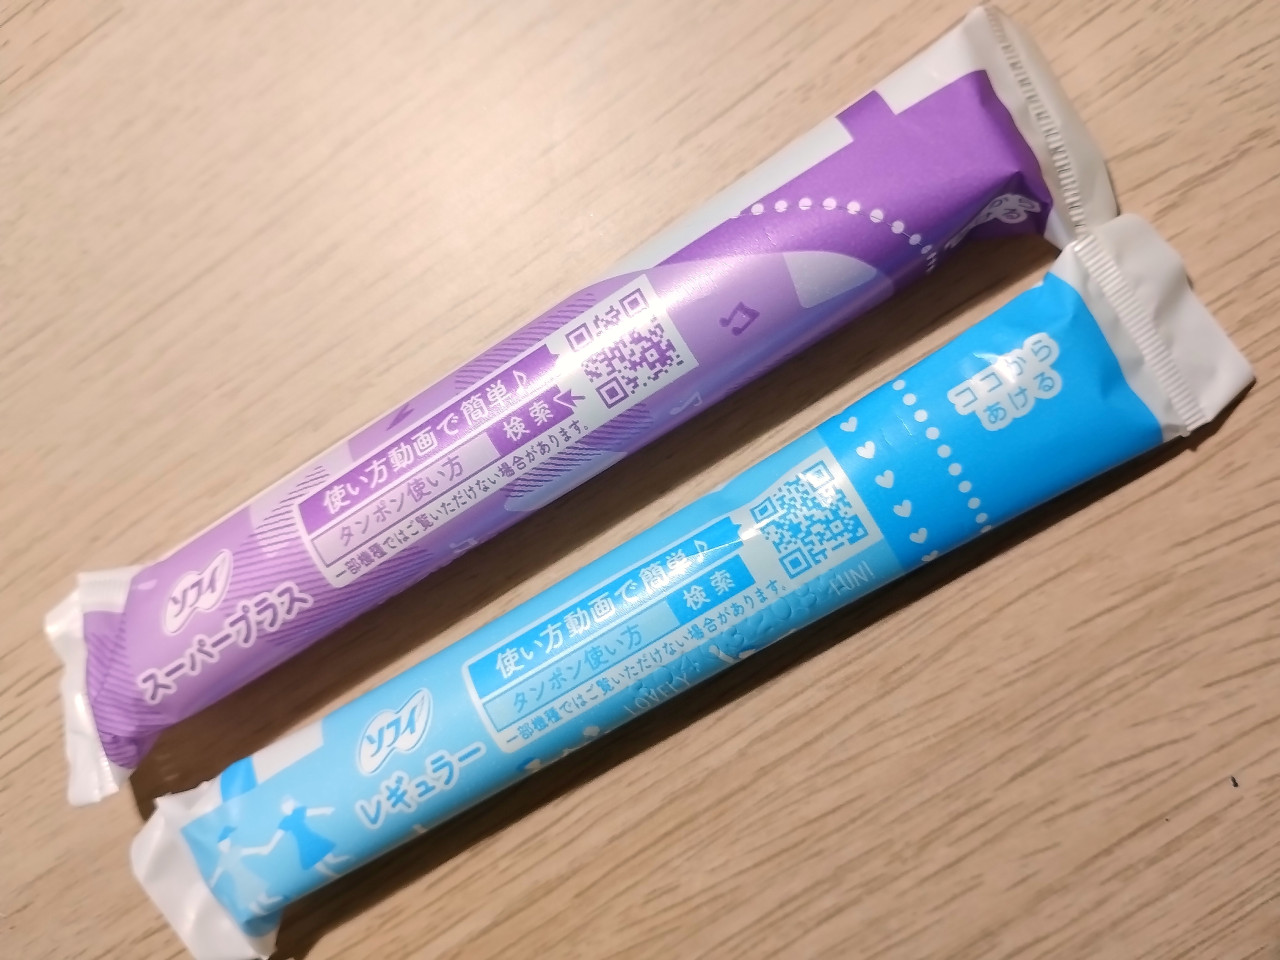 ソフィ
スーパープラス
使い方動画で簡単♪
タンポン使い方 検索
一部機種ではご覧いただけない場合があります。
ソフィ
レギュラー
使い方動画で簡単♪
タンポン使い方 検索
一部機種ではご覧いただけない場合があります。
LOVELY
ココから
あける